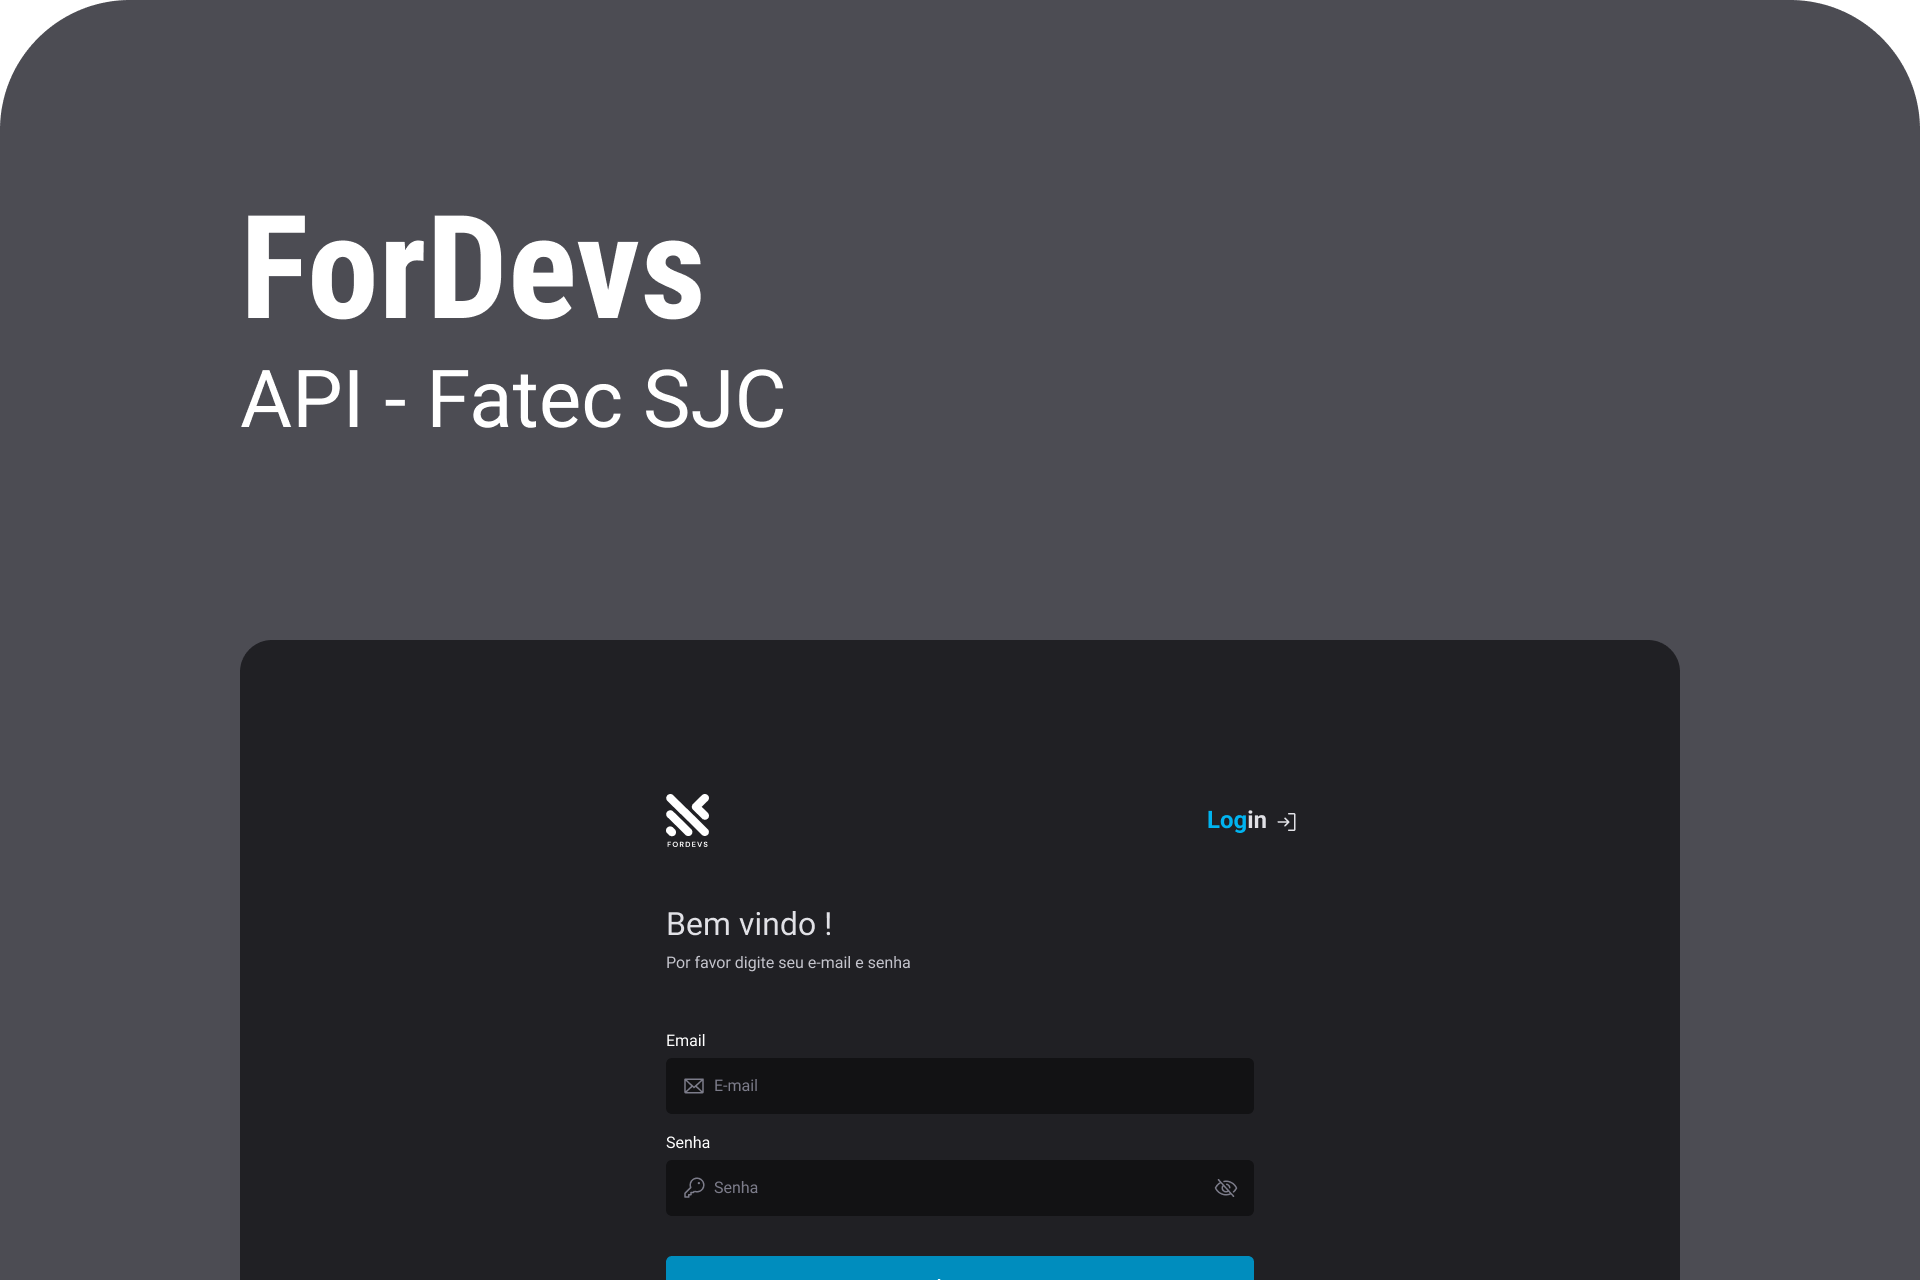 ForDevs
API - Fatec SJC
FORDEVS
Login
Bem vindo !
Por favor digite seu e-mail e senha
Email
E-mail
Senha
Senha